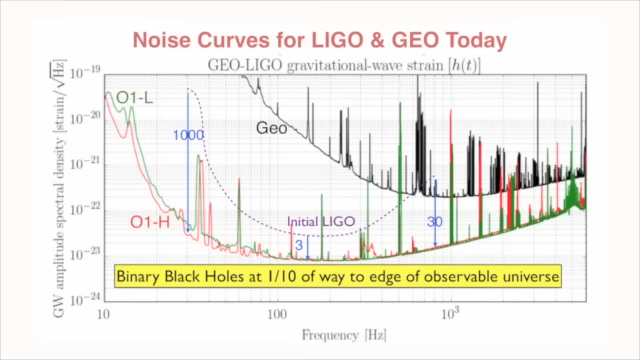 Noise Curves for LIGO & GEO Today
GEO-LIGO gravitational-wave strain [h(t)]
GW amplitude spectral density [strain/√Hz]
10⁻¹⁹
10⁻²⁰
10⁻²¹
10⁻²²
10⁻²³
10⁻²⁴
O1-L
1000
Geo
O1-H
Initial LIGO
3
30
Binary Black Holes at 1/10 of way to edge of observable universe
10
100
10³
Frequency [Hz]